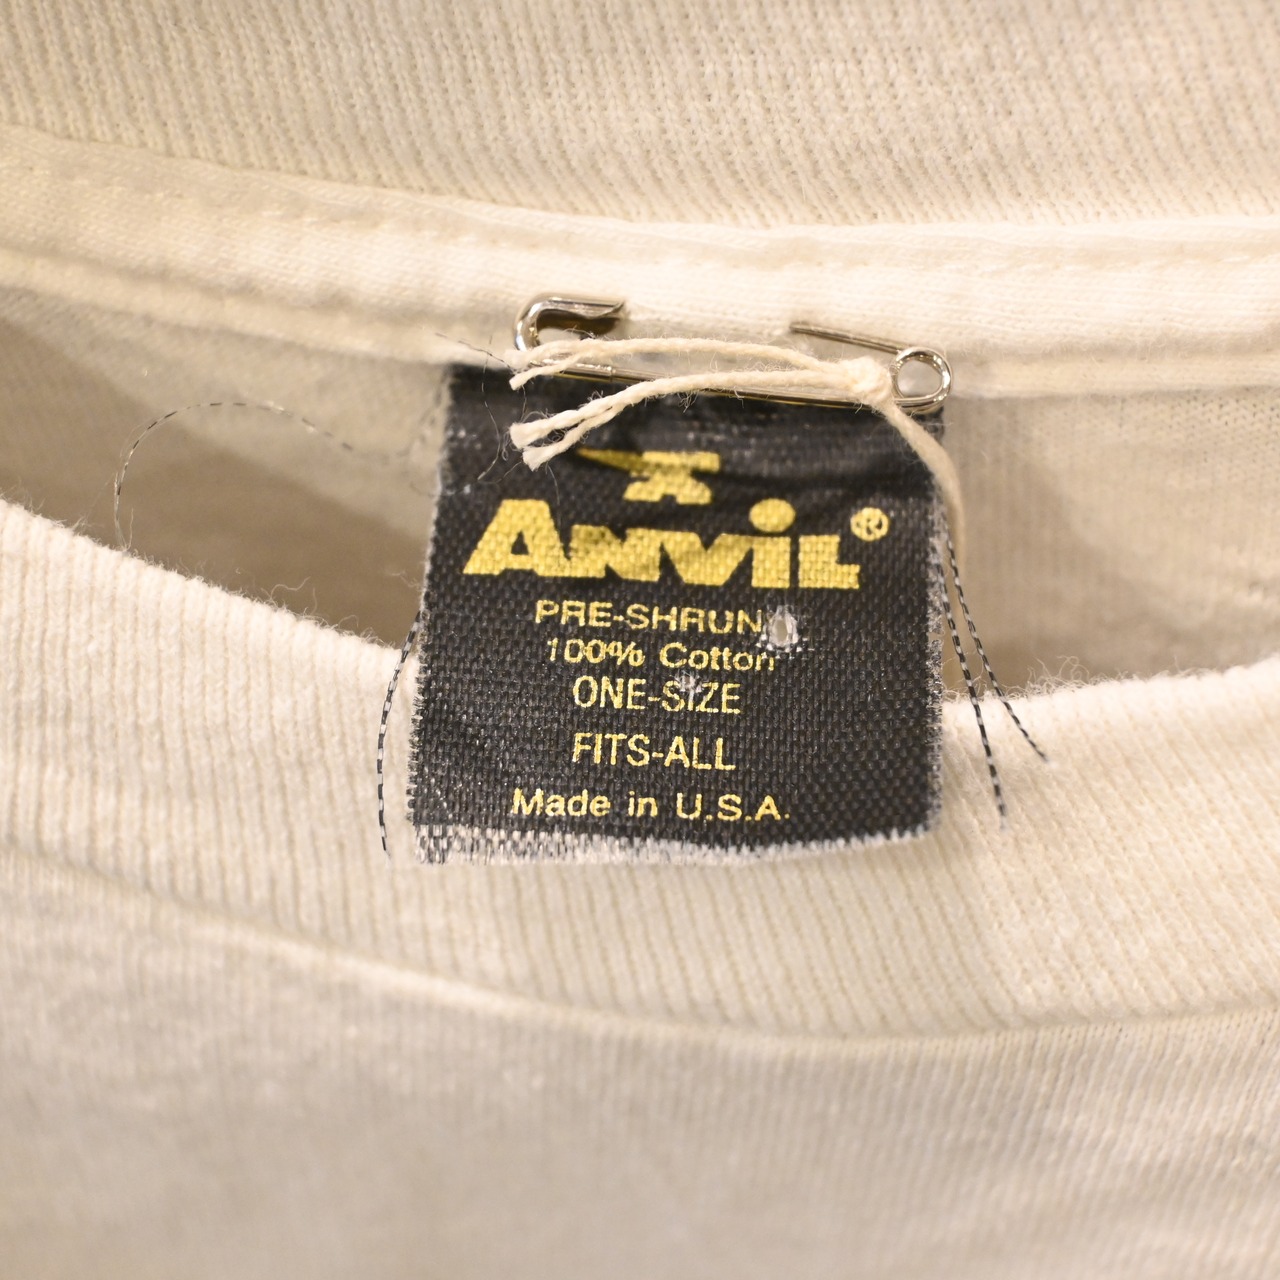 ANViL®
PRE-SHRUN
100% Cotton
ONE-SIZE
FITS-ALL
Made in U.S.A.